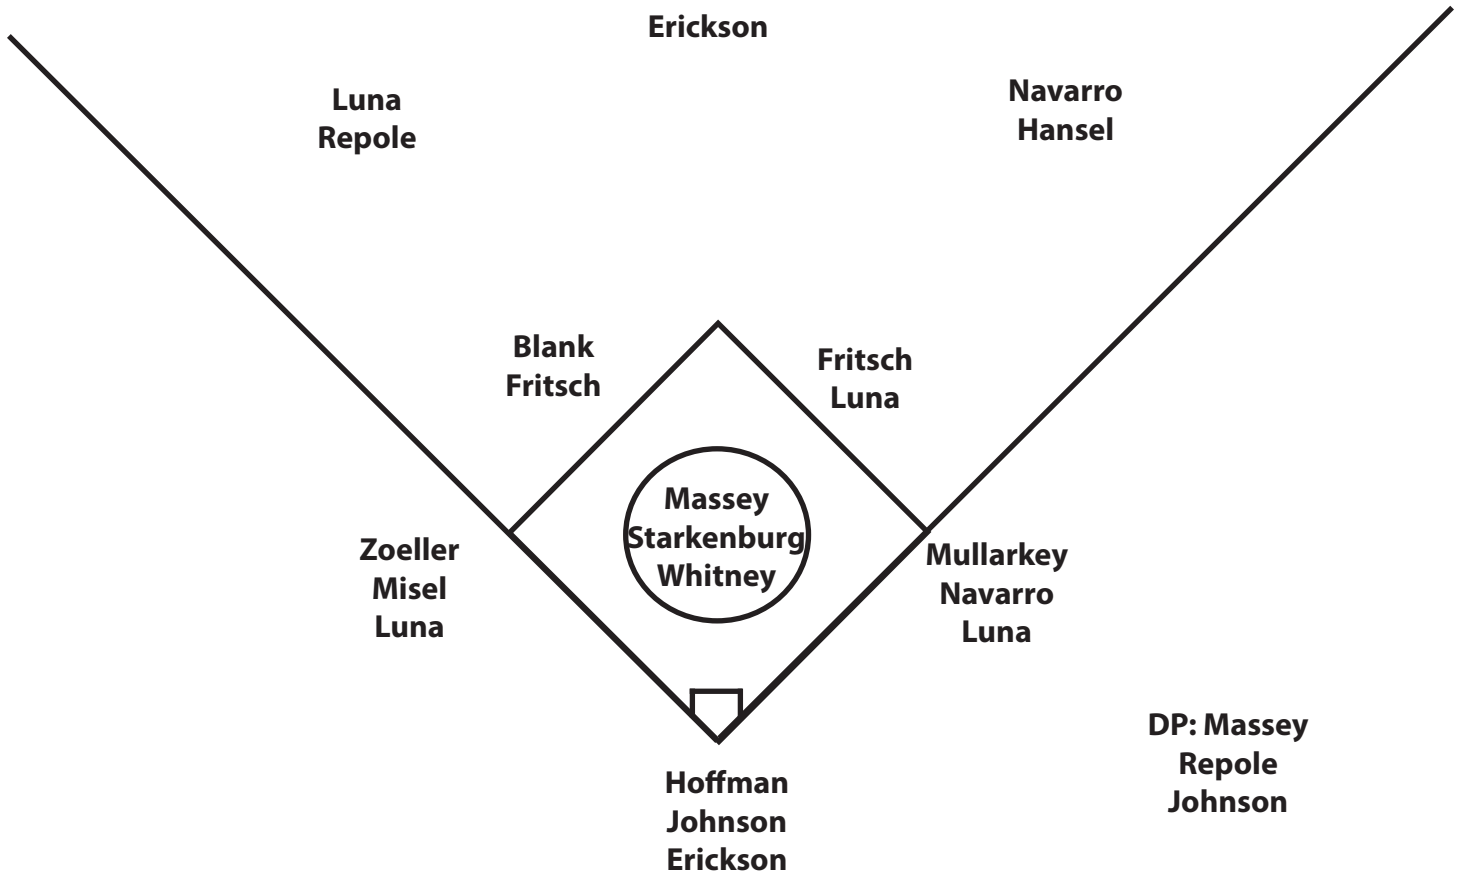 Erickson
Luna
Repole
Navarro
Hansel
Blank
Fritsch
Fritsch
Luna
Massey
Starkenburg
Whitney
Zoeller
Misel
Luna
Mullarkey
Navarro
Luna
DP: Massey
Repole
Johnson
Hoffman
Johnson
Erickson